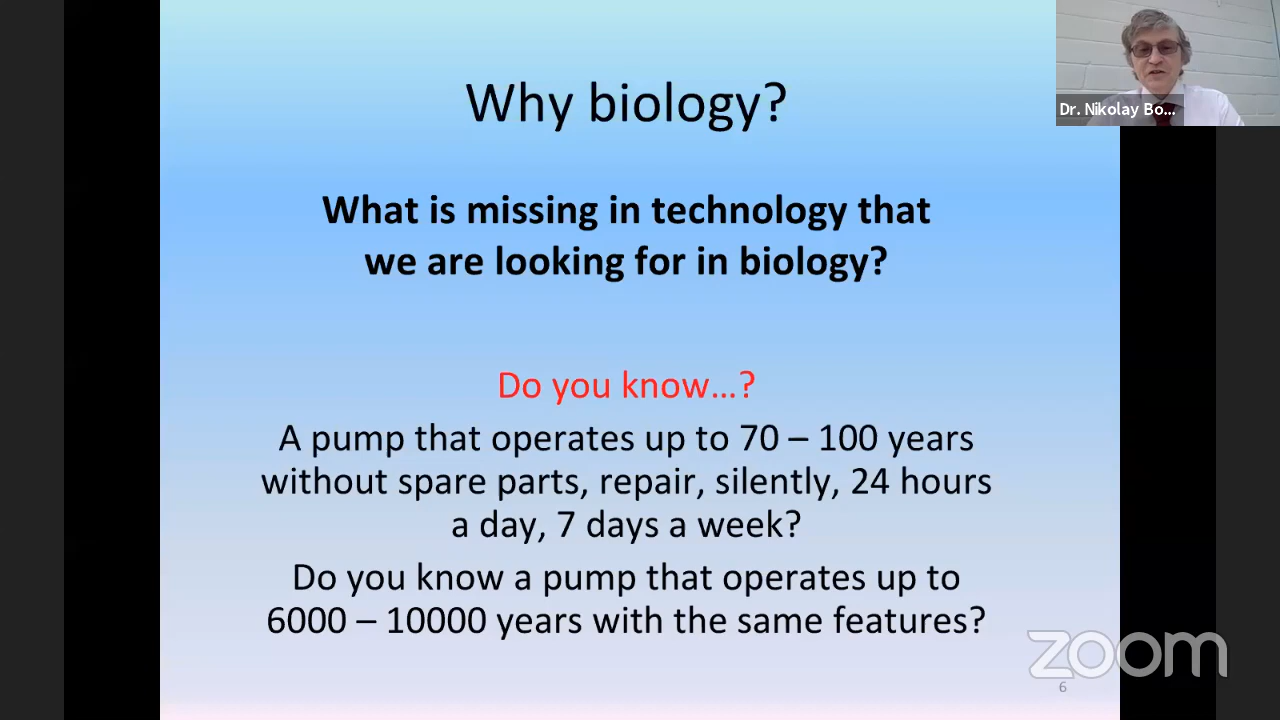 Why biology?
Dr. Nikolay Bo...
What is missing in technology that
we are looking for in biology?
Do you know...?
A pump that operates up to 70 – 100 years
without spare parts, repair, silently, 24 hours
a day, 7 days a week?
Do you know a pump that operates up to
6000 – 10000 years with the same features?
zoom
6